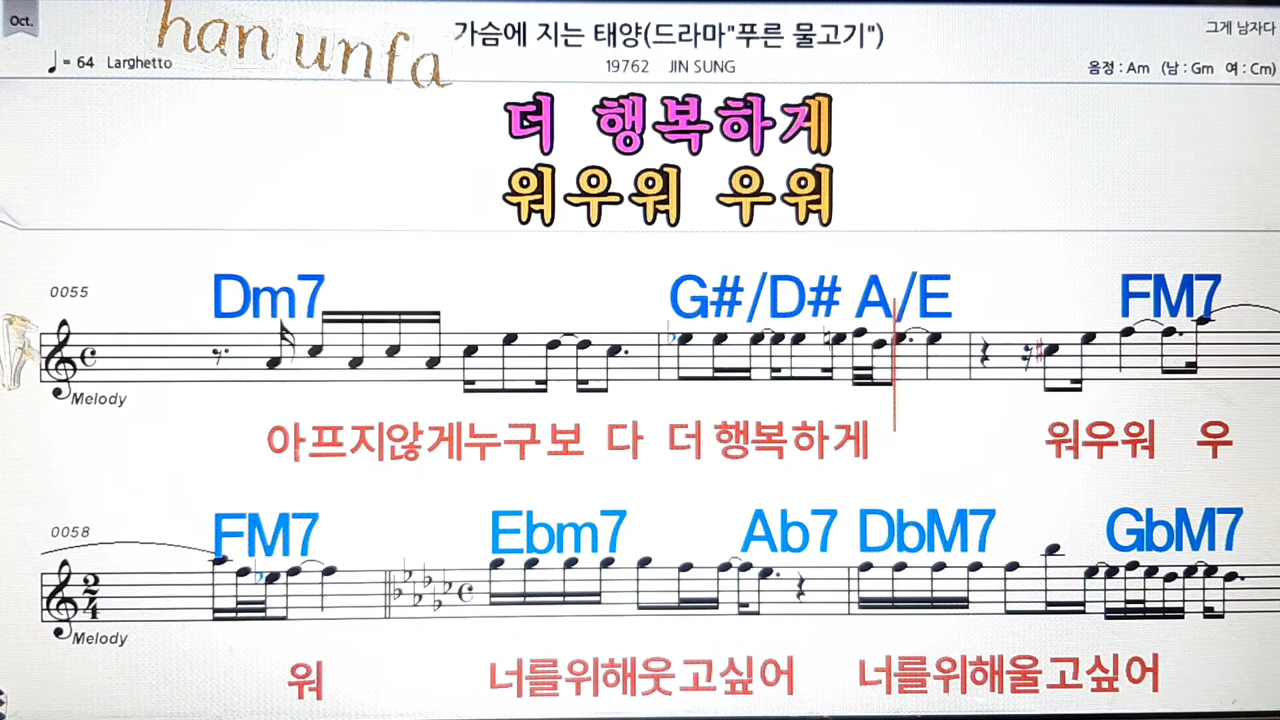 Oct.
han unfa
가슴에 지는 태양(드라마"푸른 물고기")
그게 남자다
♩ = 64 Larghetto
19762 JIN SUNG
음정 : Am (남 : Gm 여 : Cm)
더 행복하게
워우워 우워
0055
Dm7 G#/D# A/E FM7
Melody
아프지않게누구보 다 더 행복하게 워우워 우
0058
FM7 Ebm7 Ab7 DbM7 GbM7
2
4
Melody
워 너를위해웃고싶어 너를위해울고싶어